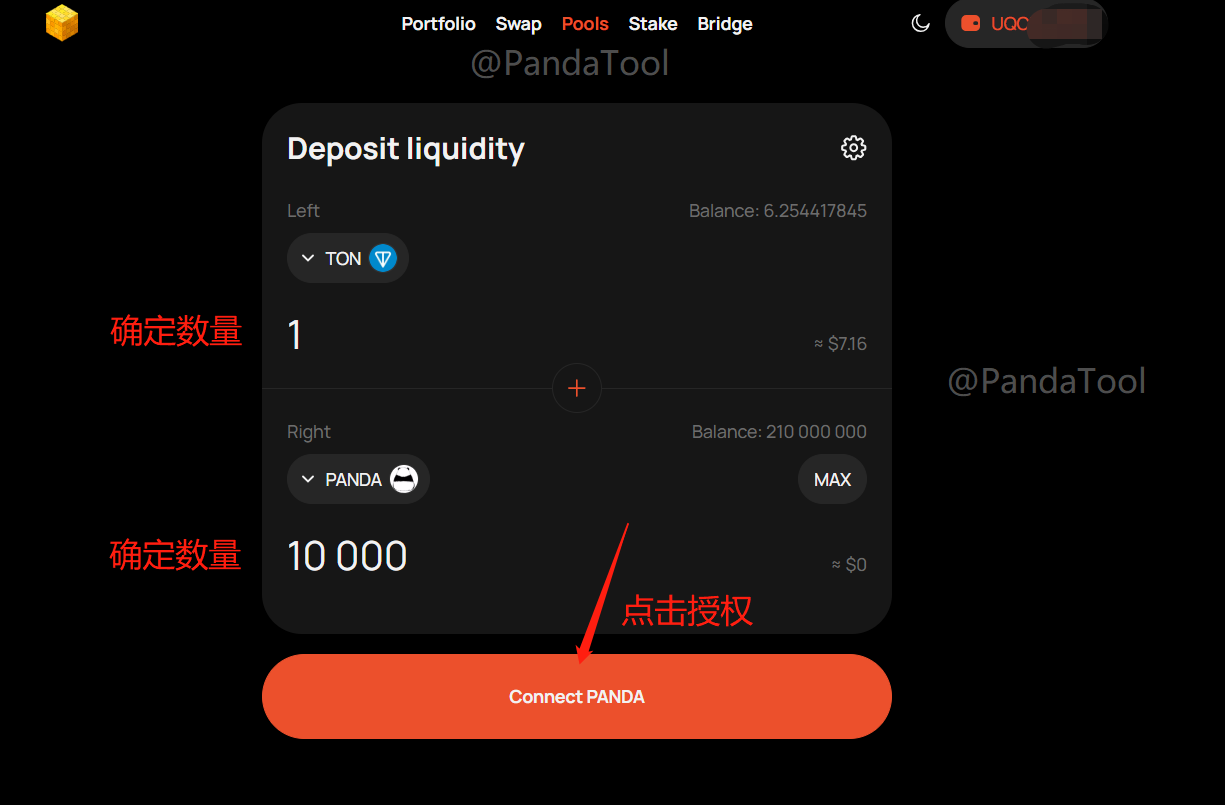 Portfolio Swap Pools Stake Bridge UQC
@PandaTool
Deposit liquidity
Left Balance: 6.254417845
TON
确定数量 1 ≈ $7.16
@PandaTool
Right Balance: 210 000 000
PANDA MAX
确定数量 10 000 ≈ $0
点击授权
Connect PANDA